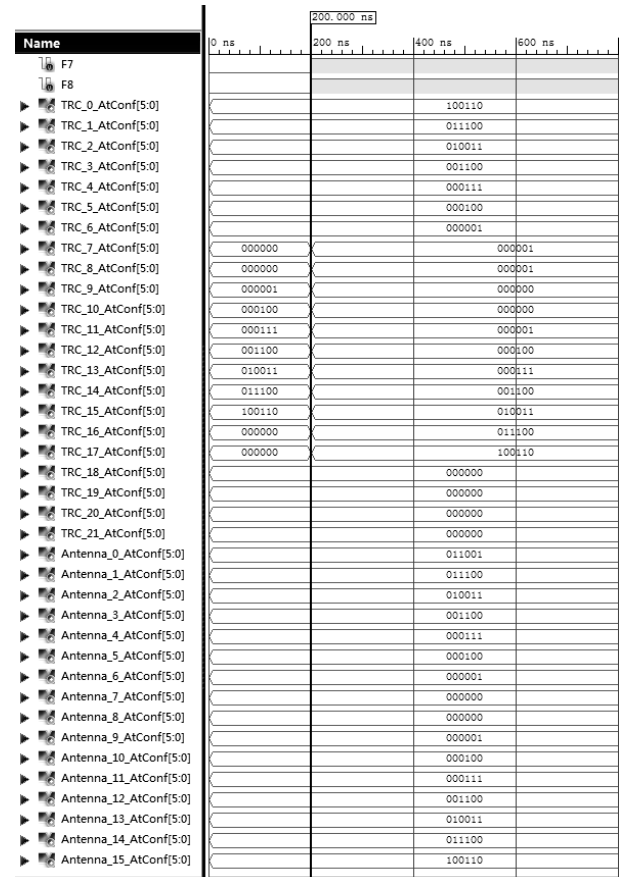 200.000 ns
Name 0 ns 200 ns 400 ns 600 ns
F7
F8
TRC_0_AtConf[5:0] 100110
TRC_1_AtConf[5:0] 011100
TRC_2_AtConf[5:0] 010011
TRC_3_AtConf[5:0] 001100
TRC_4_AtConf[5:0] 000111
TRC_5_AtConf[5:0] 000100
TRC_6_AtConf[5:0] 000001
TRC_7_AtConf[5:0] 000000 000001
TRC_8_AtConf[5:0] 000000 000001
TRC_9_AtConf[5:0] 000001 000000
TRC_10_AtConf[5:0] 000100 000000
TRC_11_AtConf[5:0] 000111 000001
TRC_12_AtConf[5:0] 001100 000100
TRC_13_AtConf[5:0] 010011 000111
TRC_14_AtConf[5:0] 011100 001100
TRC_15_AtConf[5:0] 100110 010011
TRC_16_AtConf[5:0] 000000 011100
TRC_17_AtConf[5:0] 000000 100110
TRC_18_AtConf[5:0] 000000
TRC_19_AtConf[5:0] 000000
TRC_20_AtConf[5:0] 000000
TRC_21_AtConf[5:0] 000000
Antenna_0_AtConf[5:0] 011001
Antenna_1_AtConf[5:0] 011100
Antenna_2_AtConf[5:0] 010011
Antenna_3_AtConf[5:0] 001100
Antenna_4_AtConf[5:0] 000111
Antenna_5_AtConf[5:0] 000100
Antenna_6_AtConf[5:0] 000001
Antenna_7_AtConf[5:0] 000000
Antenna_8_AtConf[5:0] 000000
Antenna_9_AtConf[5:0] 000001
Antenna_10_AtConf[5:0] 000100
Antenna_11_AtConf[5:0] 000111
Antenna_12_AtConf[5:0] 001100
Antenna_13_AtConf[5:0] 010011
Antenna_14_AtConf[5:0] 011100
Antenna_15_AtConf[5:0] 100110